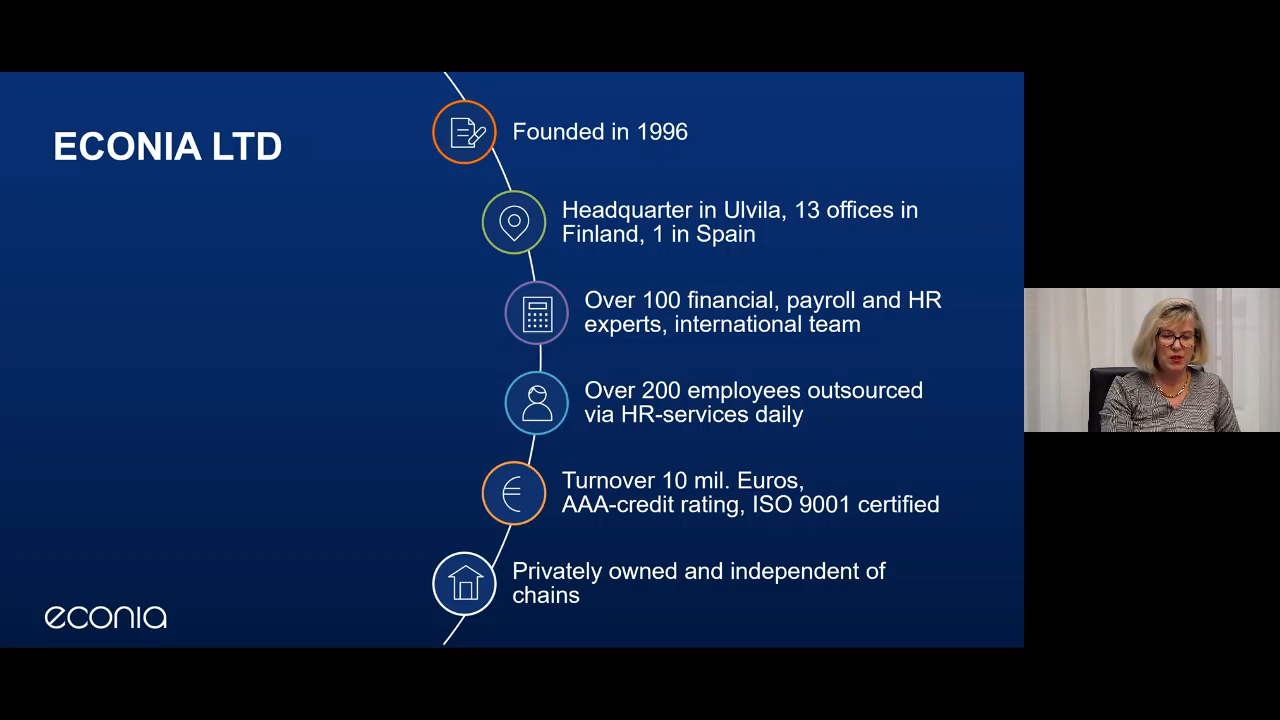 ECONIA LTD
Founded in 1996
Headquarter in Ulvila, 13 offices in
Finland, 1 in Spain
Over 100 financial, payroll and HR
experts, international team
Over 200 employees outsourced
via HR-services daily
Turnover 10 mil. Euros,
AAA-credit rating, ISO 9001 certified
Privately owned and independent of
chains
econia